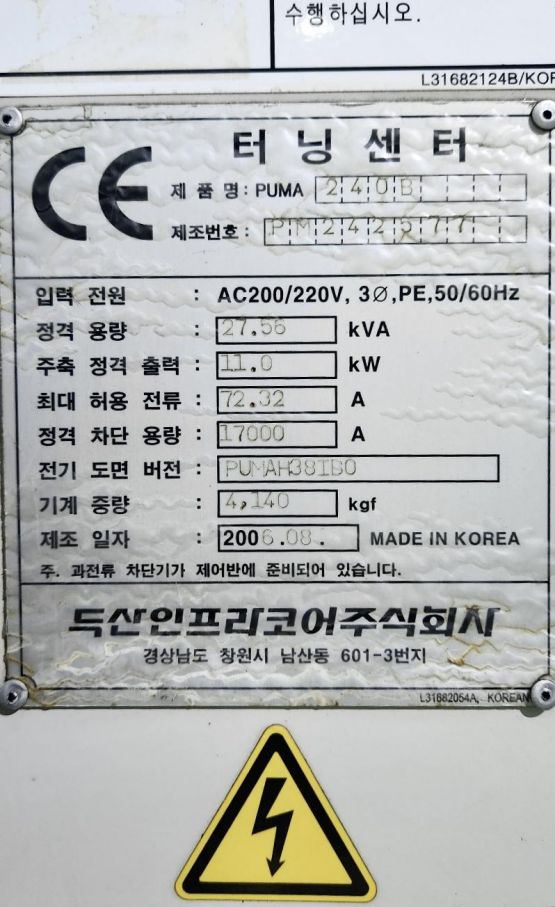 수행하십시오.
L31682124B/KOR
CE
터닝센터
제 품 명: PUMA 240B
제조번호: PM242577
입력 전원 : AC200/220V, 3Ø,PE,50/60Hz
정격 용량 : 27.56 kVA
주축 정격 출력 : 11.0 kW
최대 허용 전류 : 72.32 A
정격 차단 용량 : 17000 A
전기 도면 버전 : PUMAH38IB0
기계 중량 : 4,140 kgf
제조 일자 : 2006.08. MADE IN KOREA
주. 과전류 차단기가 제어반에 준비되어 있습니다.
두산인프라코어주식회사
경상남도 창원시 남산동 601-3번지
L31682054A, KOREAN